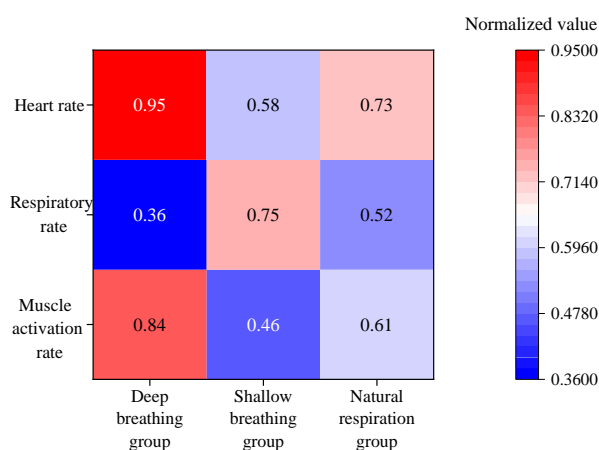 Normalized value
Heart rate
0.95
0.58
0.73
Respiratory
rate
0.36
0.75
0.52
Muscle
activation
rate
0.84
0.46
0.61
Deep
breathing
group
Shallow
breathing
group
Natural
respiration
group
0.9500
0.8320
0.7140
0.5960
0.4780
0.3600